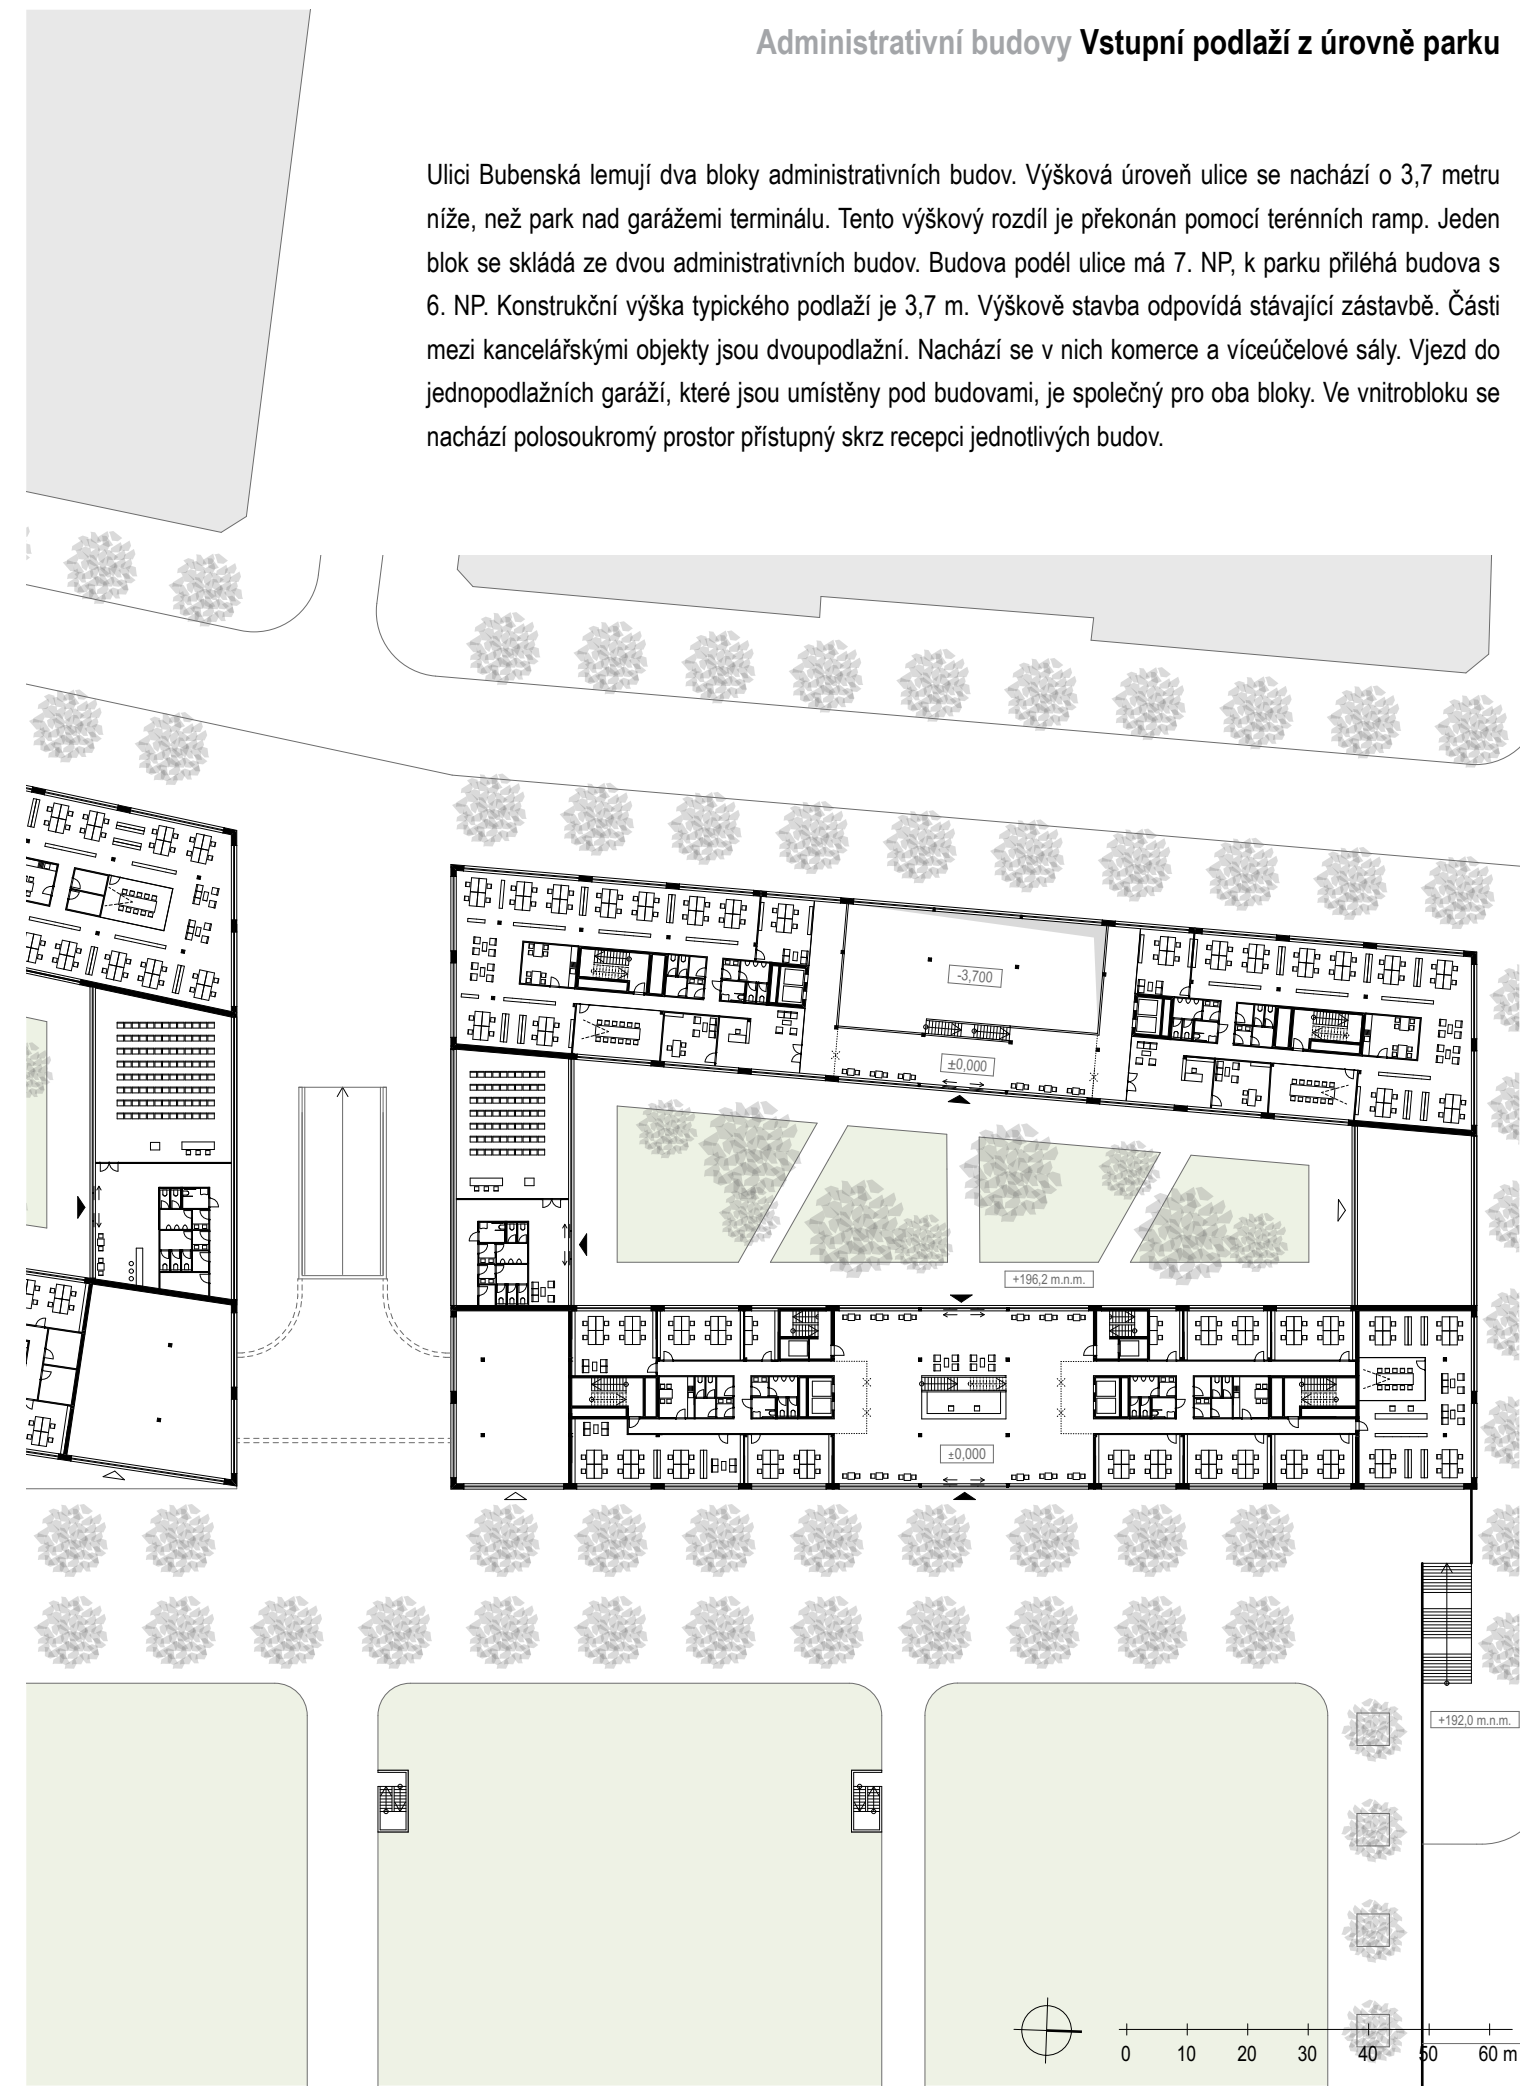 Administrativní budovy Vstupní podlaží z úrovně parku
Ulici Bubenská lemují dva bloky administrativních budov. Výšková úroveň ulice se nachází o 3,7 metru
níže, než park nad garážemi terminálu. Tento výškový rozdíl je překonán pomocí terénních ramp. Jeden
blok se skládá ze dvou administrativních budov. Budova podél ulice má 7. NP, k parku přiléhá budova s
6. NP. Konstrukční výška typického podlaží je 3,7 m. Výškově stavba odpovídá stávající zástavbě. Části
mezi kancelářskými objekty jsou dvoupodlažní. Nachází se v nich komerce a víceúčelové sály. Vjezd do
jednopodlažních garáží, které jsou umístěny pod budovami, je společný pro oba bloky. Ve vnitrobloku se
nachází polosoukromý prostor přístupný skrz recepci jednotlivých budov.
-3,700
±0,000
+196,2 m.n.m.
±0,000
+192,0 m.n.m.
0 10 20 30 40 50 60 m